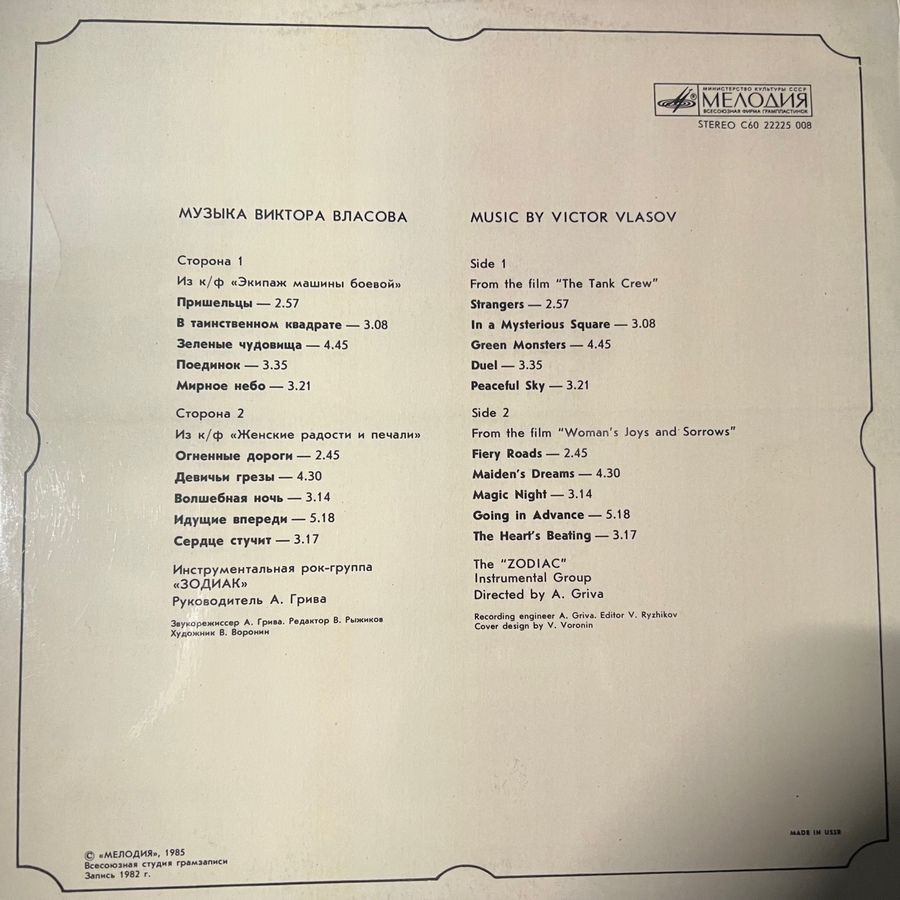 МИНИСТЕРСТВО КУЛЬТУРЫ СССР
МЕЛОДИЯ
ВСЕСОЮЗНАЯ ФИРМА ГРАМПЛАСТИНОК
STEREO C60 22225 008
МУЗЫКА ВИКТОРА ВЛАСОВА
Сторона 1
Из к/ф «Экипаж машины боевой»
Пришельцы — 2.57
В таинственном квадрате — 3.08
Зеленые чудовища — 4.45
Поединок — 3.35
Мирное небо — 3.21
Сторона 2
Из к/ф «Женские радости и печали»
Огненные дороги — 2.45
Девичьи грезы — 4.30
Волшебная ночь — 3.14
Идущие впереди — 5.18
Сердце стучит — 3.17
Инструментальная рок-группа
«ЗОДИАК»
Руководитель А. Грива
Звукорежиссер А. Грива. Редактор В. Рыжиков
Художник В. Воронин
MUSIC BY VICTOR VLASOV
Side 1
From the film "The Tank Crew"
Strangers — 2.57
In a Mysterious Square — 3.08
Green Monsters — 4.45
Duel — 3.35
Peaceful Sky — 3.21
Side 2
From the film "Woman's Joys and Sorrows"
Fiery Roads — 2.45
Maiden's Dreams — 4.30
Magic Night — 3.14
Going in Advance — 5.18
The Heart's Beating — 3.17
The "ZODIAC"
Instrumental Group
Directed by A. Griva
Recording engineer A. Griva. Editor V. Ryzhikov
Cover design by V. Voronin
MADE IN USSR
© «МЕЛОДИЯ», 1985
Всесоюзная студия грамзаписи
Запись 1982 г.